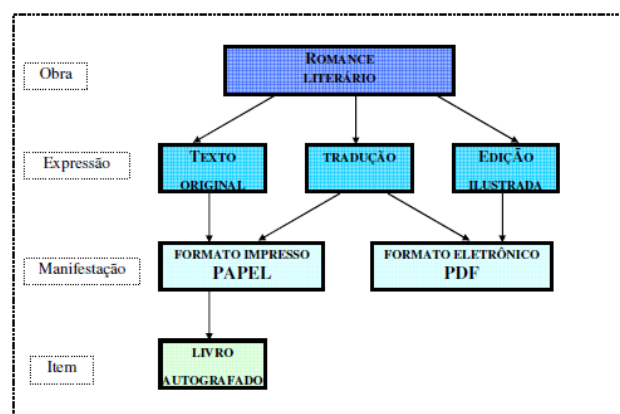 Obra
ROMANCE
LITERÁRIO
Expressão
TEXTO
ORIGINAL
TRADUÇÃO
EDIÇÃO
ILUSTRADA
Manifestação
FORMATO IMPRESSO
PAPEL
FORMATO ELETRÔNICO
PDF
Item
LIVRO
AUTOGRAFADO